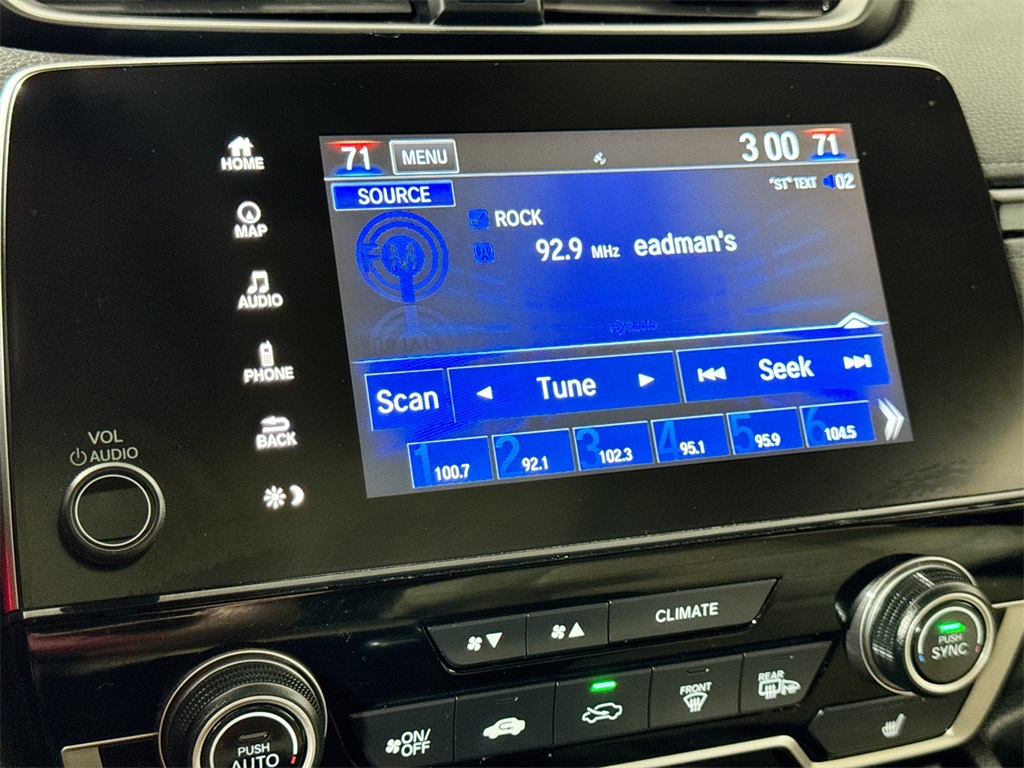 71 MENU 3 00 71
SOURCE "ST" TEXT 02
HOME
ROCK
FM
92.9 MHz eadman's
MAP
AUDIO
HD Radio
Scan Tune Seek
PHONE
1 100.7 2 92.1 3 102.3 4 95.1 5 95.9 6 104.5
BACK
VOL
AUDIO
CLIMATE
PUSH
SYNC
FRONT
REAR
ON/
OFF
PUSH
AUTO